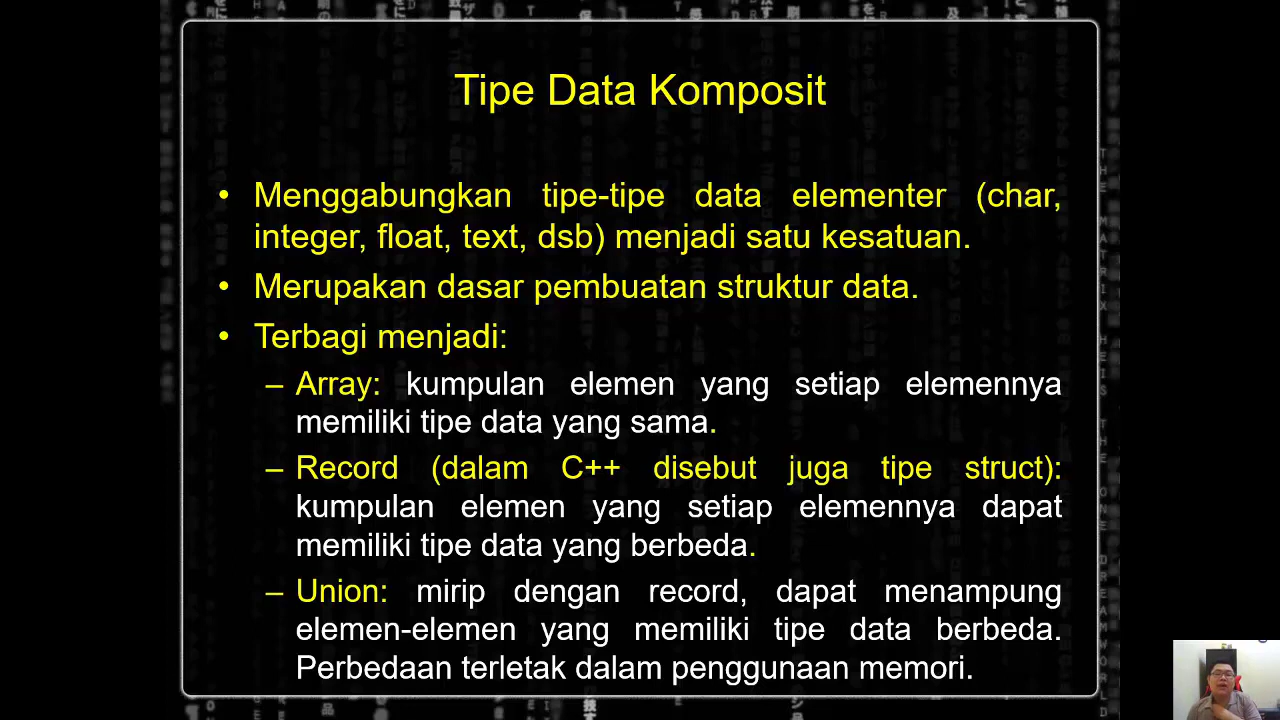 Tipe Data Komposit
• Menggabungkan tipe-tipe data elementer (char,
integer, float, text, dsb) menjadi satu kesatuan.
• Merupakan dasar pembuatan struktur data.
• Terbagi menjadi:
– Array: kumpulan elemen yang setiap elemennya
memiliki tipe data yang sama.
– Record (dalam C++ disebut juga tipe struct):
kumpulan elemen yang setiap elemennya dapat
memiliki tipe data yang berbeda.
– Union: mirip dengan record, dapat menampung
elemen-elemen yang memiliki tipe data berbeda.
Perbedaan terletak dalam penggunaan memori.